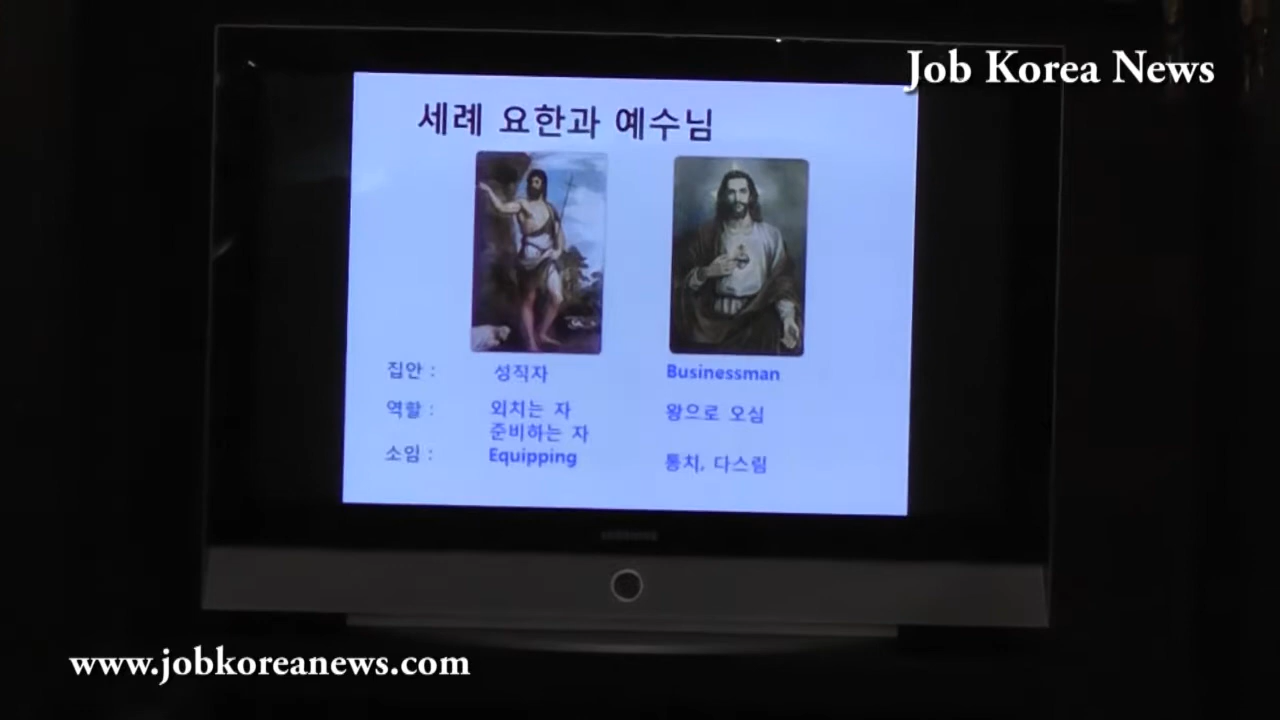 Job Korea News
세례 요한과 예수님
집안 : 성직자 Businessman
역할 : 외치는 자 왕으로 오심
준비하는 자
소임 : Equipping 통치, 다스림
www.jobkoreanews.com